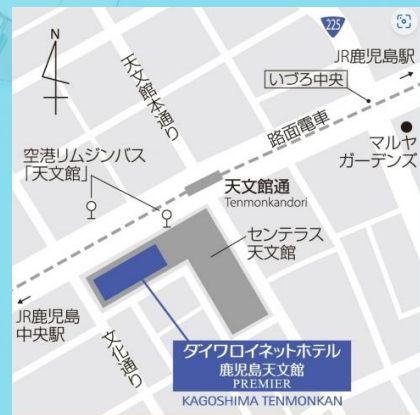 N
225
JR鹿児島駅
いづろ中央
天文館本通り
路面電車
マルヤ
ガーデンズ
空港リムジンバス
「天文館」
天文館通
Tenmonkandori
センテラス
天文館
JR鹿児島
中央駅
文化通り
ダイワロイネットホテル
鹿児島天文館
PREMIER
KAGOSHIMA TENMONKAN